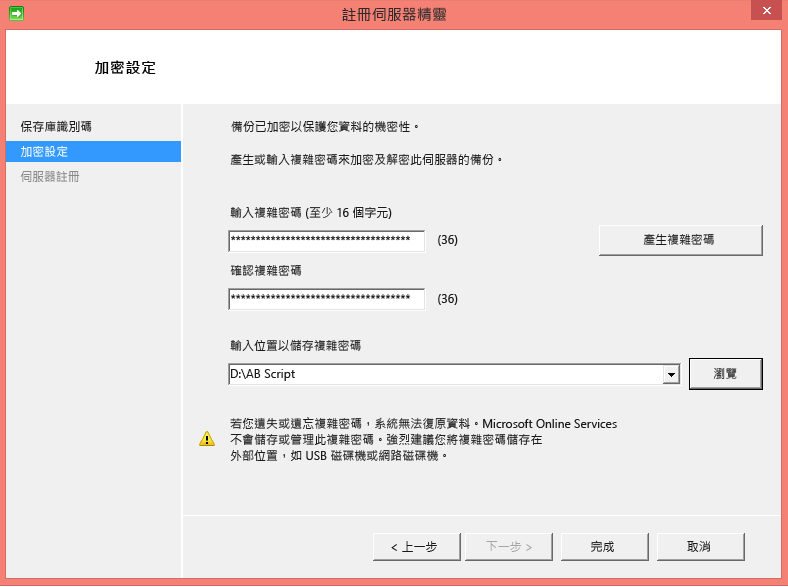 註冊伺服器精靈
加密設定
保存庫識別碼
加密設定
伺服器註冊
備份已加密以保護您資料的機密性。
產生或輸入複雜密碼來加密及解密此伺服器的備份。
輸入複雜密碼 (至少 16 個字元)
************************************ (36)
產生複雜密碼
確認複雜密碼
************************************ (36)
輸入位置以儲存複雜密碼
D:\AB Script
瀏覽
若您遺失或遺忘複雜密碼，系統無法復原資料。Microsoft Online Services
不會儲存或管理此複雜密碼。強烈建議您將複雜密碼儲存在
外部位置，如 USB 磁碟機或網路磁碟機。
< 上一步
下一步 >
完成
取消